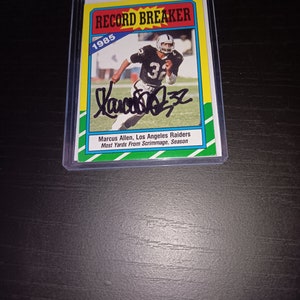 RECORD BREAKER
1985
32
Marcus Allen, Los Angeles Raiders
Most Yards From Scrimmage, Season